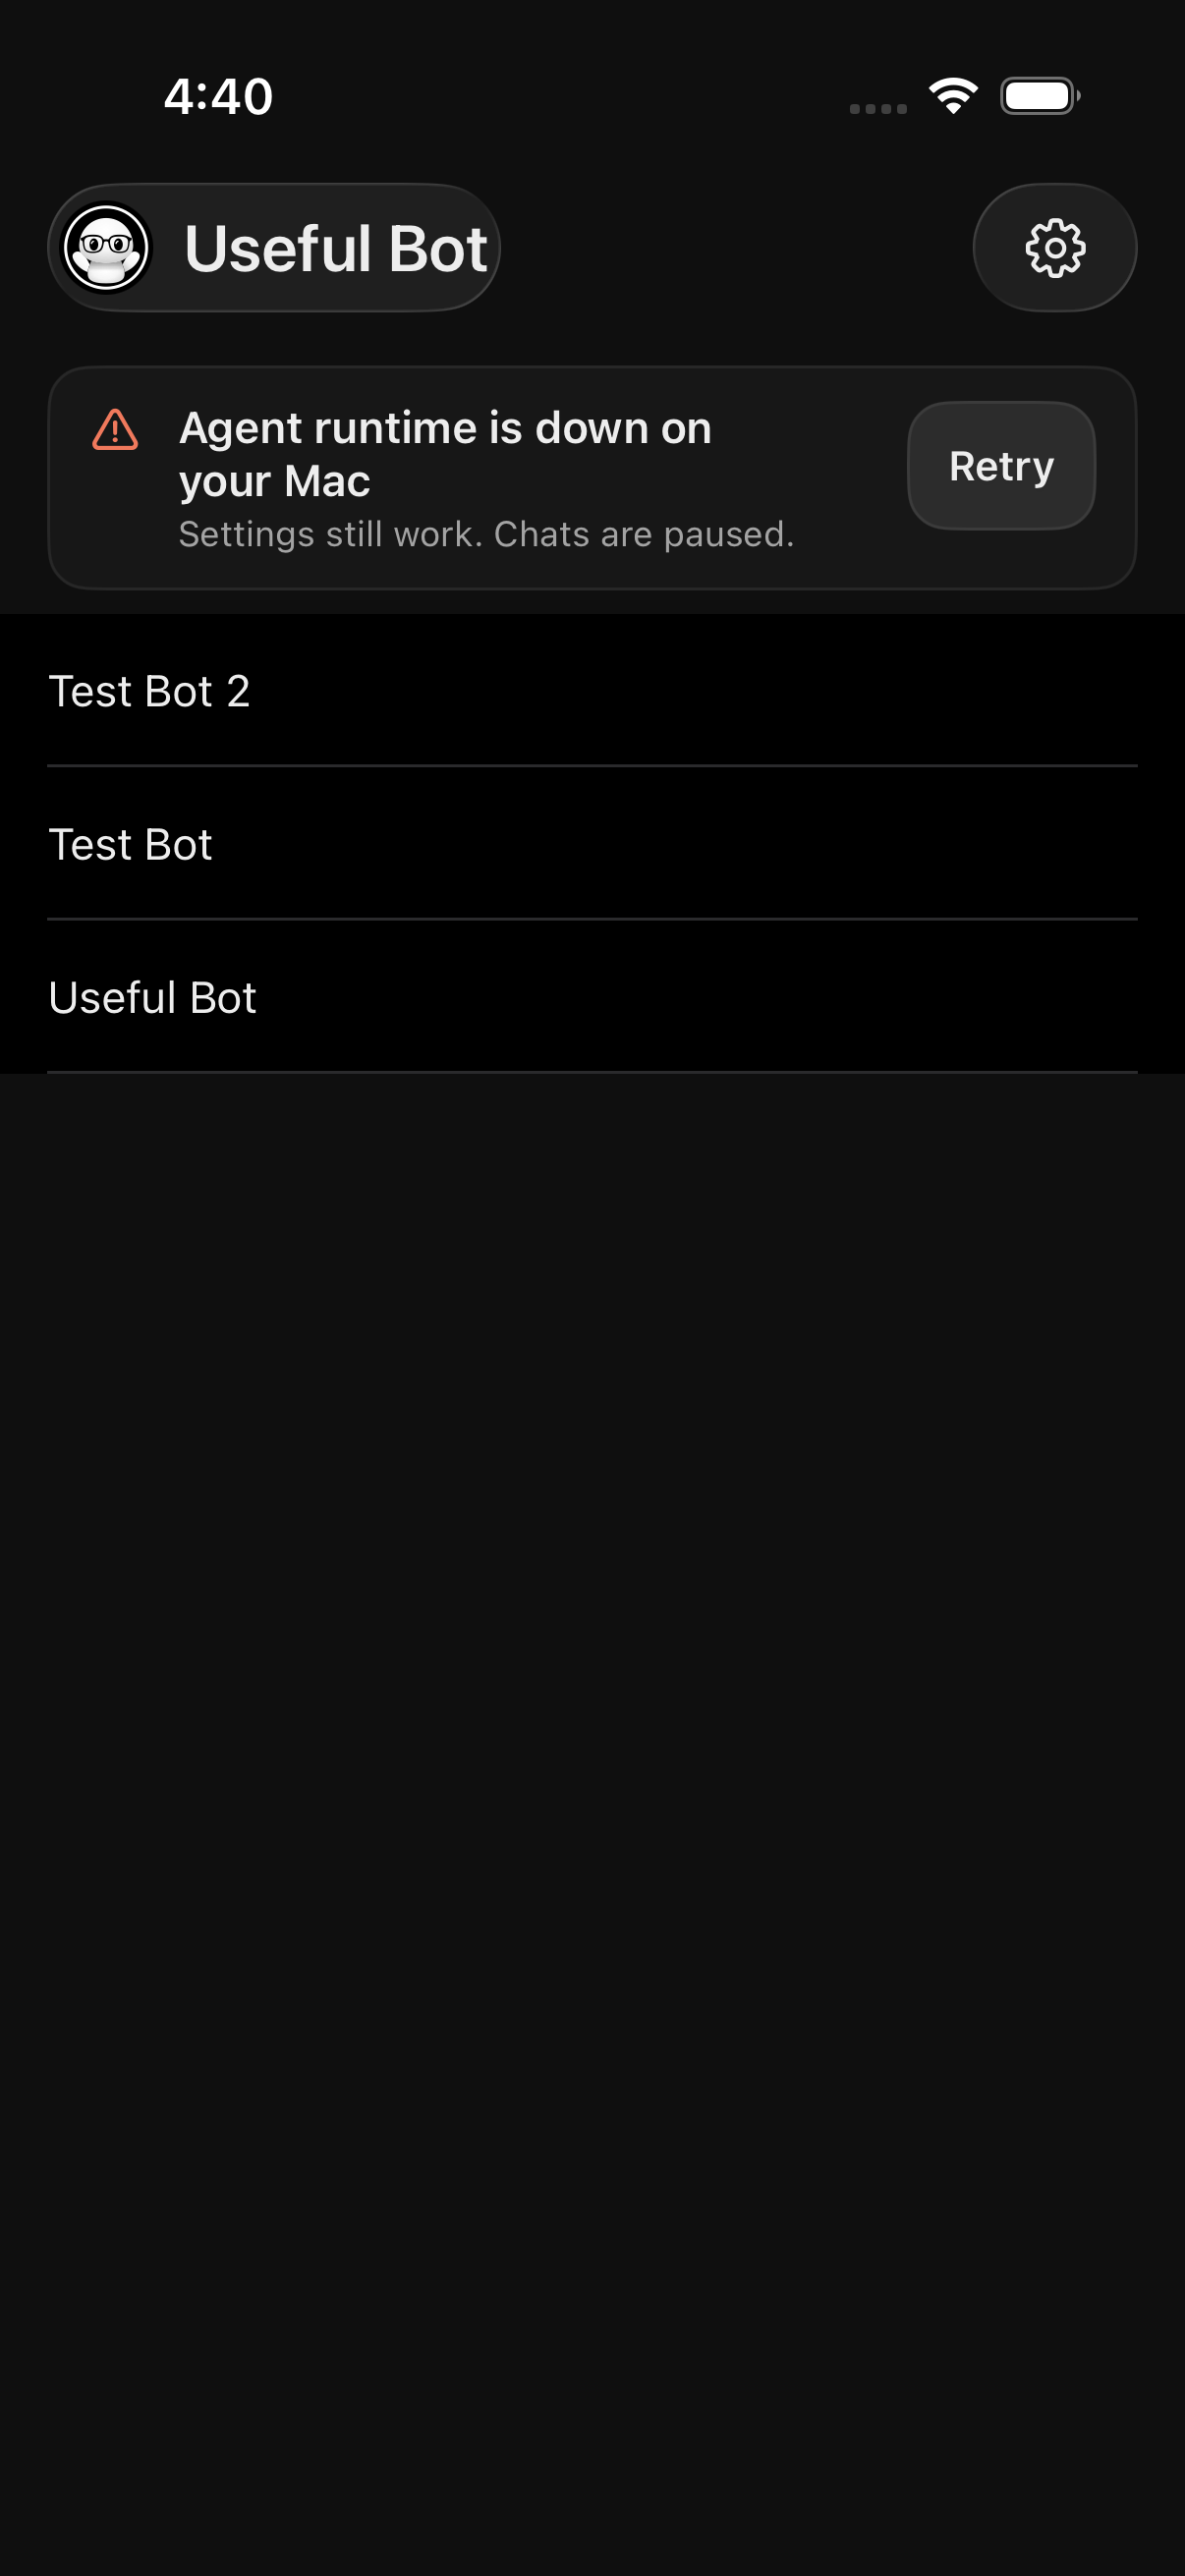 4:40
Useful Bot
Agent runtime is down on
your Mac
Settings still work. Chats are paused.
Retry
Test Bot 2
Test Bot
Useful Bot